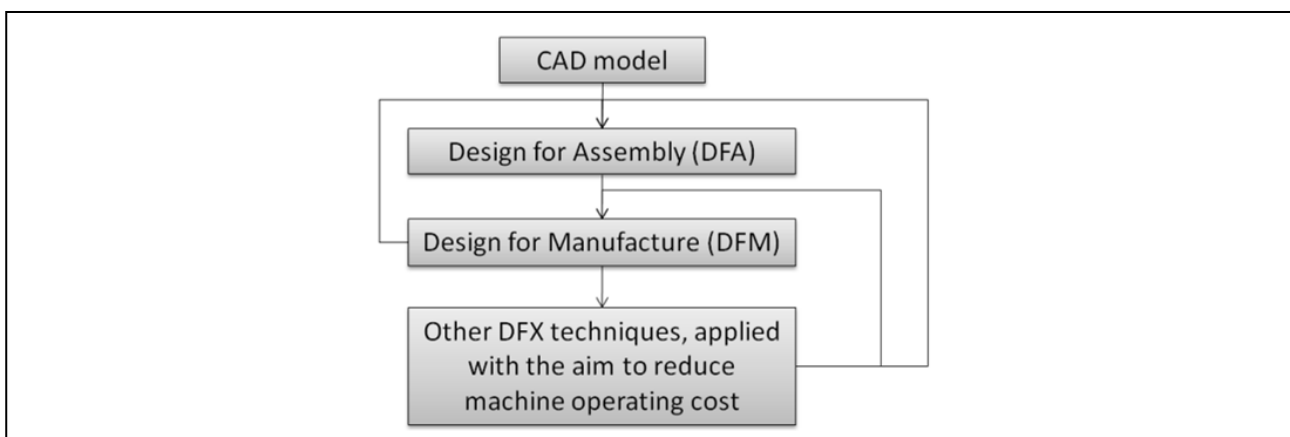 CAD model
Design for Assembly (DFA)
Design for Manufacture (DFM)
Other DFX techniques, applied
with the aim to reduce
machine operating cost